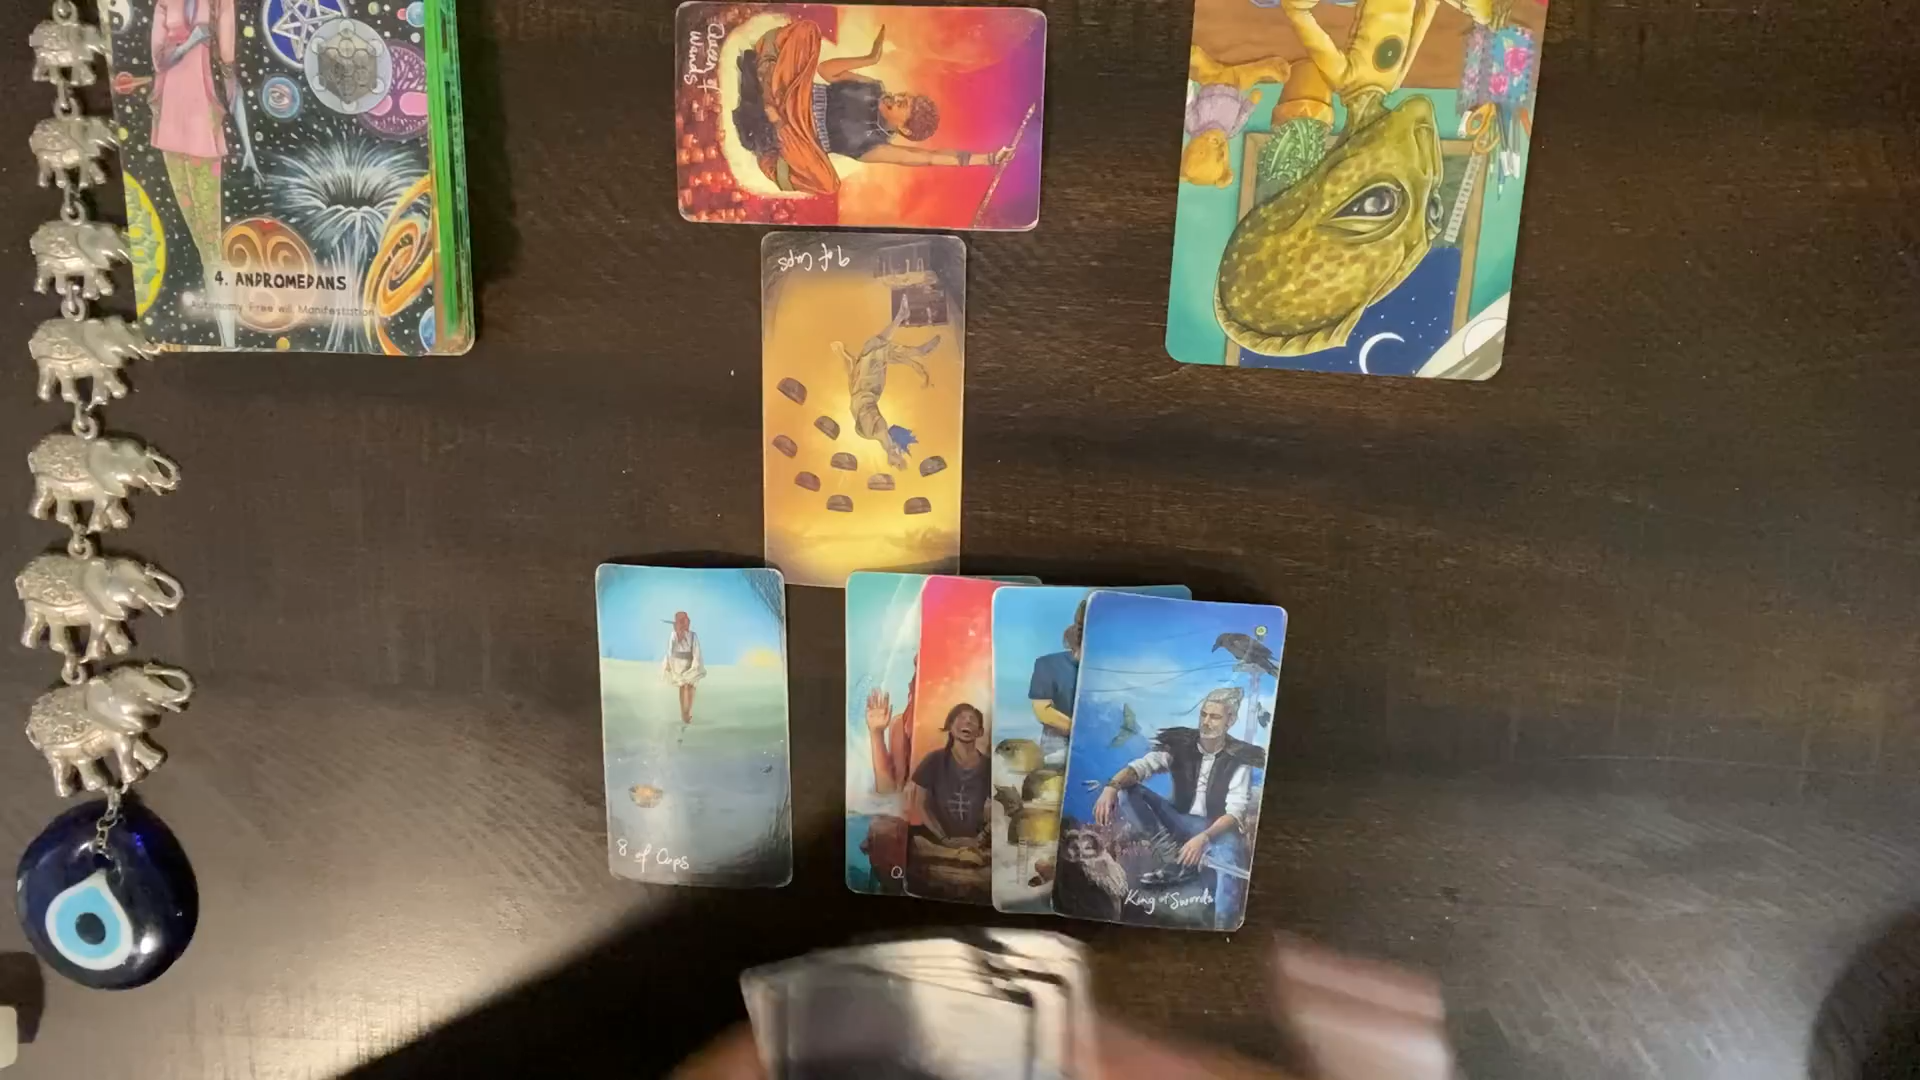 4. ANDROMEDANS
Autonomy Free will Manifestation
Queen of
Wands
9 of Cups
8 of Cups
Q
King of Swords